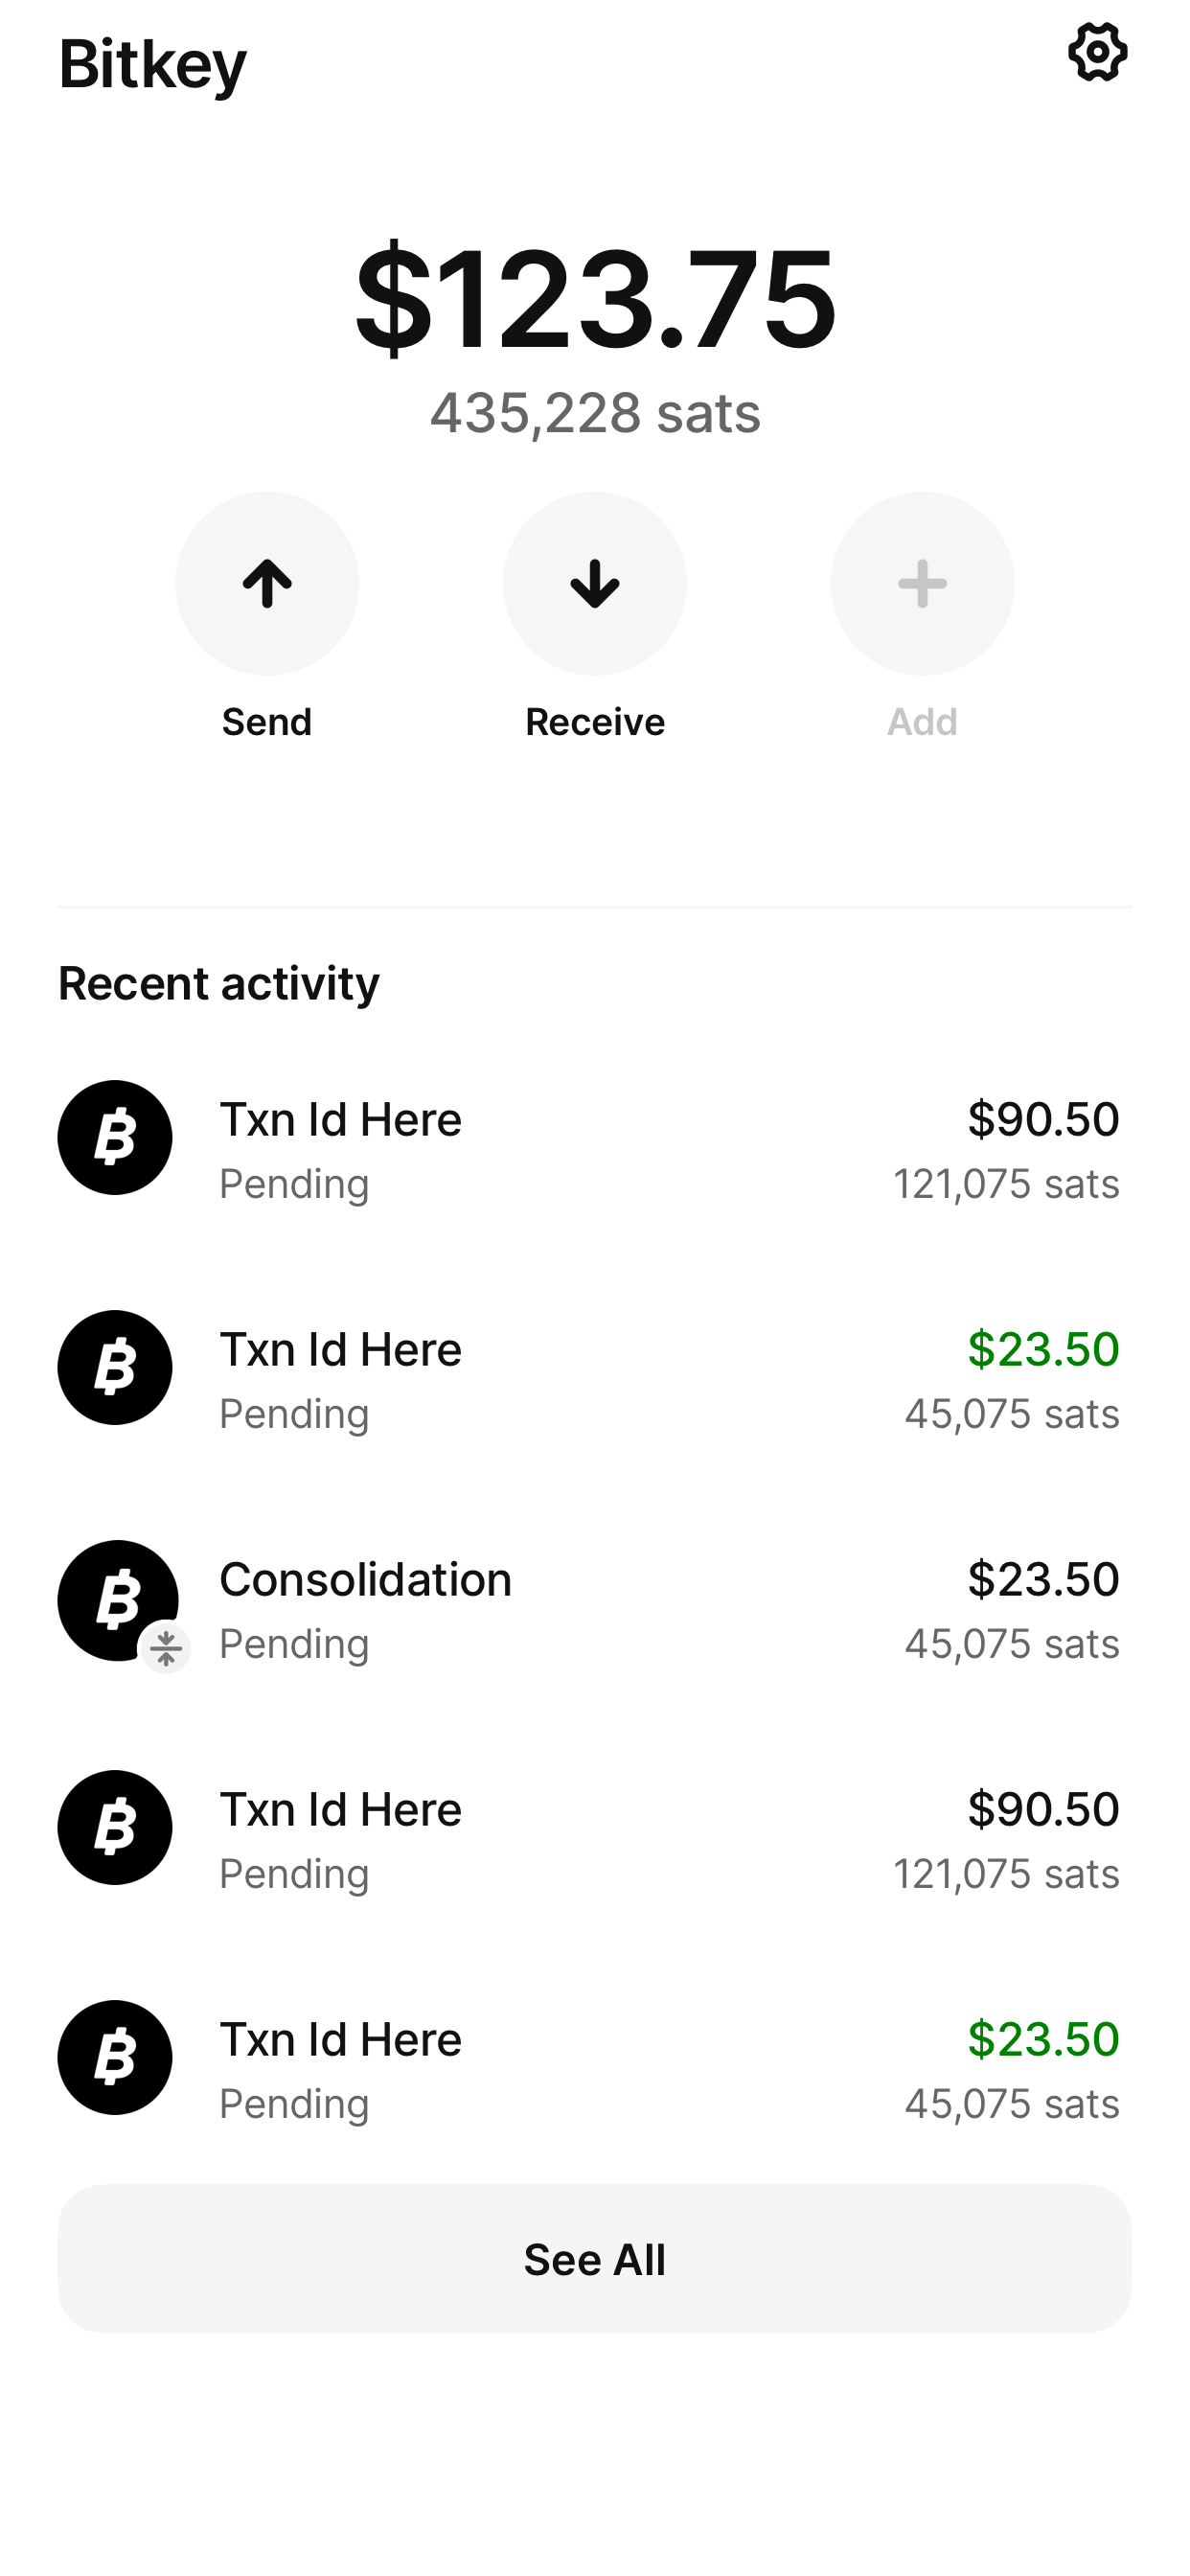 Bitkey
$123.75
435,228 sats
Send
Receive
Add
Recent activity
Txn Id Here
$90.50
Pending
121,075 sats
Txn Id Here
$23.50
Pending
45,075 sats
Consolidation
$23.50
Pending
45,075 sats
Txn Id Here
$90.50
Pending
121,075 sats
Txn Id Here
$23.50
Pending
45,075 sats
See All